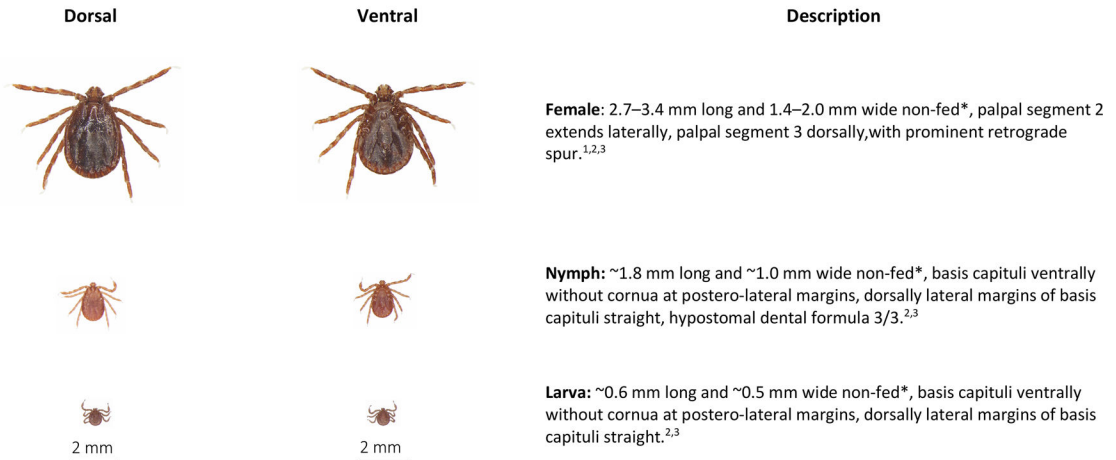 Dorsal Ventral Description
Female: 2.7–3.4 mm long and 1.4–2.0 mm wide non-fed*, palpal segment 2
extends laterally, palpal segment 3 dorsally,with prominent retrograde
spur.1,2,3
Nymph: ~1.8 mm long and ~1.0 mm wide non-fed*, basis capituli ventrally
without cornua at postero-lateral margins, dorsally lateral margins of basis
capituli straight, hypostomal dental formula 3/3.2,3
Larva: ~0.6 mm long and ~0.5 mm wide non-fed*, basis capituli ventrally
without cornua at postero-lateral margins, dorsally lateral margins of basis
capituli straight.2,3
2 mm 2 mm